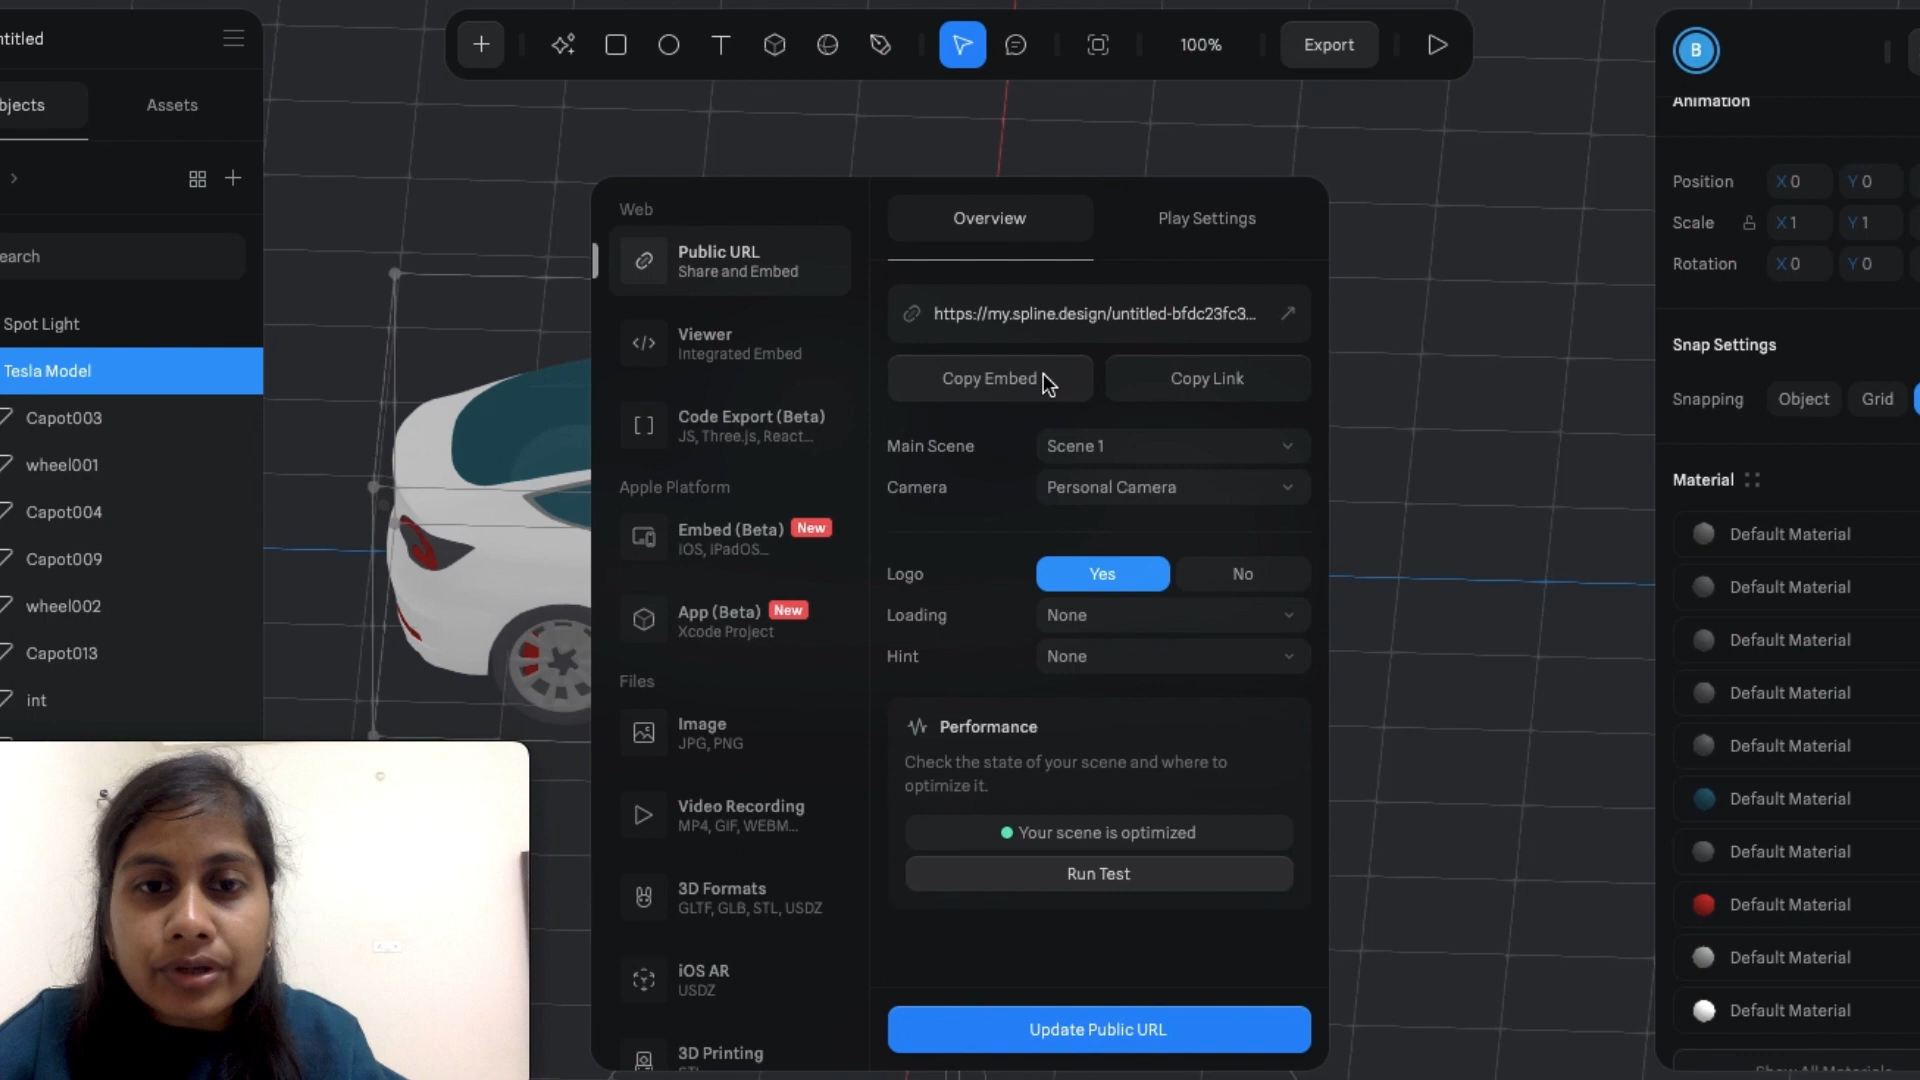 ntitled
bjects
Assets
earch
Spot Light
Tesla Model
Capot003
wheel001
Capot004
Capot009
wheel002
Capot013
int
100%
Export
Web
Public URL
Share and Embed
Viewer
Integrated Embed
Code Export (Beta)
JS, Three.js, React...
Apple Platform
Embed (Beta) New
IOS, iPadOS...
App (Beta) New
Xcode Project
Files
Image
JPG, PNG
Video Recording
MP4, GIF, WEBM...
3D Formats
GLTF, GLB, STL, USDZ
iOS AR
USDZ
3D Printing
Overview
Play Settings
https://my.spline.design/untitled-bfdc23fc3...
Copy Embed
Copy Link
Main Scene
Scene 1
Camera
Personal Camera
Logo
Yes
No
Loading
None
Hint
None
Performance
Check the state of your scene and where to
optimize it.
Your scene is optimized
Run Test
Update Public URL
B
Animation
Position X 0 Y 0
Scale X 1 Y 1
Rotation X 0 Y 0
Snap Settings
Snapping Object Grid
Material
Default Material
Default Material
Default Material
Default Material
Default Material
Default Material
Default Material
Default Material
Default Material
Default Material